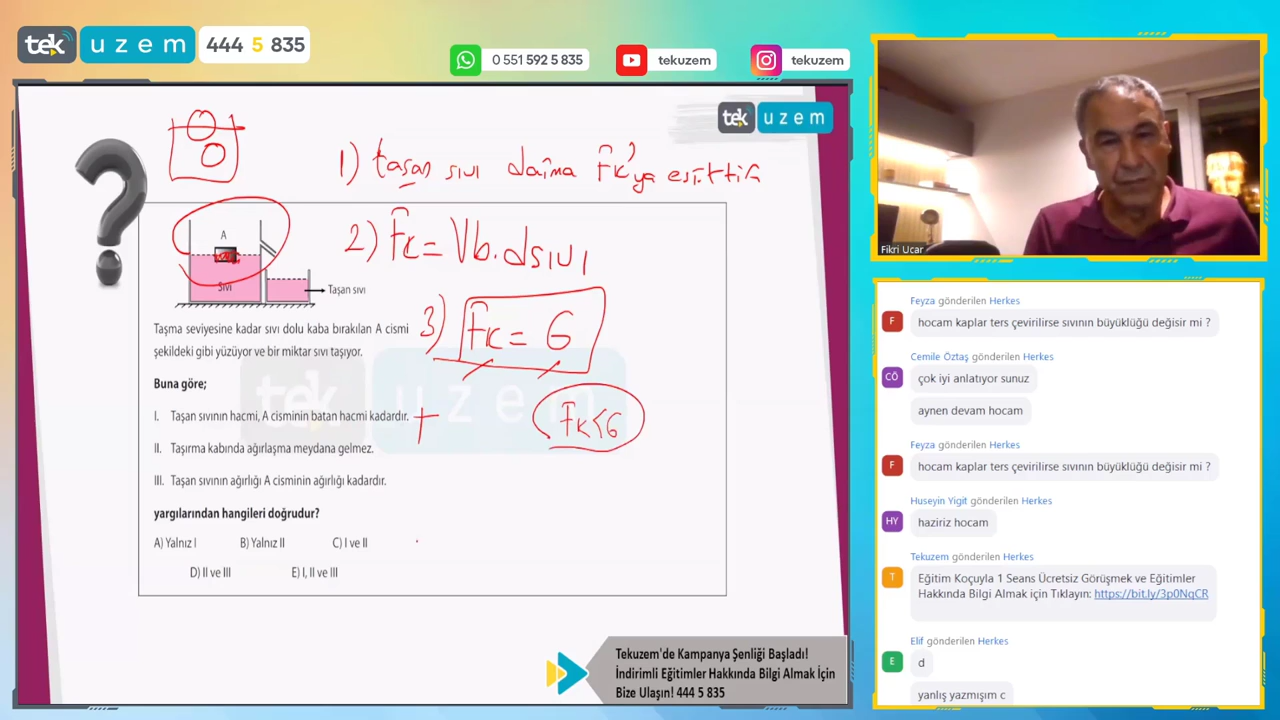 tek uzem 444 5 835
0 551 592 5 835
tekuzem
tekuzem
tek uzem
1) taşan sıvı daima Fk'ya eşittir
A
2) Fk = Vb.dsıvı
Sıvı
Taşan sıvı
3) Fk = G
Taşma seviyesine kadar sıvı dolu kaba bırakılan A cismi
şekildeki gibi yüzüyor ve bir miktar sıvı taşıyor.
Buna göre;
I. Taşan sıvının hacmi, A cisminin batan hacmi kadardır. +
Fk<G
II. Taşırma kabında ağırlaşma meydana gelmez.
III. Taşan sıvının ağırlığı A cisminin ağırlığı kadardır.
yargılarından hangileri doğrudur?
A) Yalnız I B) Yalnız II C) I ve II
D) II ve III E) I, II ve III
tek uzem
Tekuzem'de Kampanya Şenliği Başladı!
İndirimli Eğitimler Hakkında Bilgi Almak İçin
Bize Ulaşın! 444 5 835
Fikri Ucar
Feyza gönderilen Herkes
F
hocam kaplar ters çevirilirse sıvının büyüklüğü değisir mi ?
Cemile Öztaş gönderilen Herkes
CÖ
çok iyi anlatıyor sunuz
aynen devam hocam
Feyza gönderilen Herkes
F
hocam kaplar ters çevirilirse sıvının büyüklüğü değisir mi ?
Huseyin Yigit gönderilen Herkes
HY
haziriz hocam
Tekuzem gönderilen Herkes
T
Eğitim Koçuyla 1 Seans Ücretsiz Görüşmek ve Eğitimler
Hakkında Bilgi Almak için Tıklayın: https://bit.ly/3p0NqCR
Elif gönderilen Herkes
E
d
yanlış yazmışım c